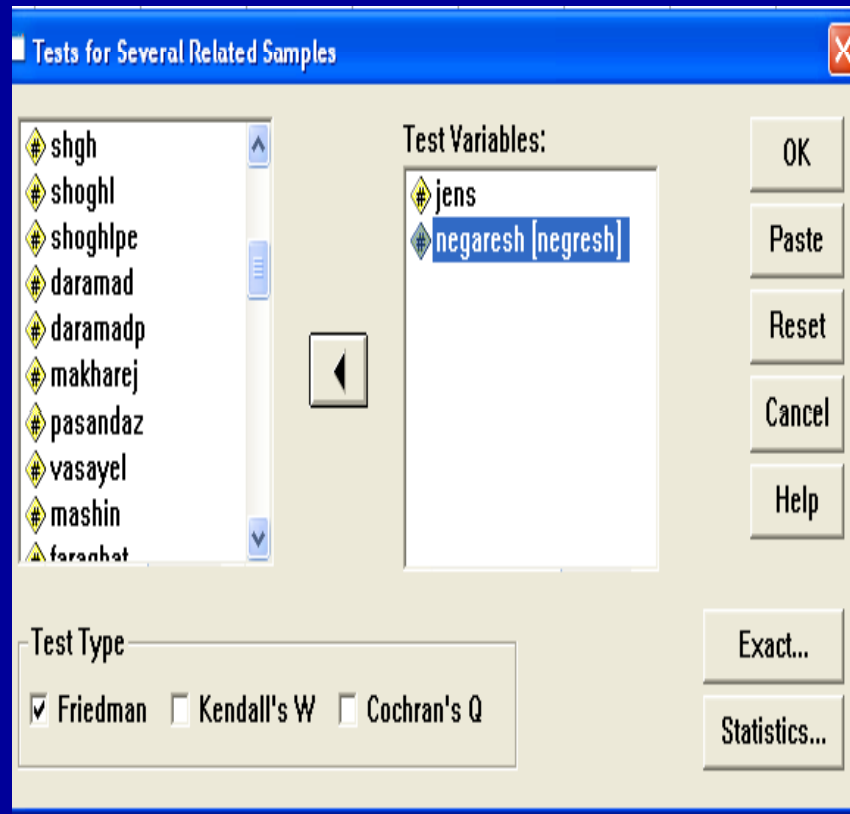 Tests for Several Related Samples
shgh
shoghl
shoghlpe
daramad
daramadp
makharej
pasandaz
vasayel
mashin
faraghat
Test Variables:
jens
negaresh [negresh]
OK
Paste
Reset
Cancel
Help
Test Type
Friedman
Kendall's W
Cochran's Q
Exact...
Statistics...